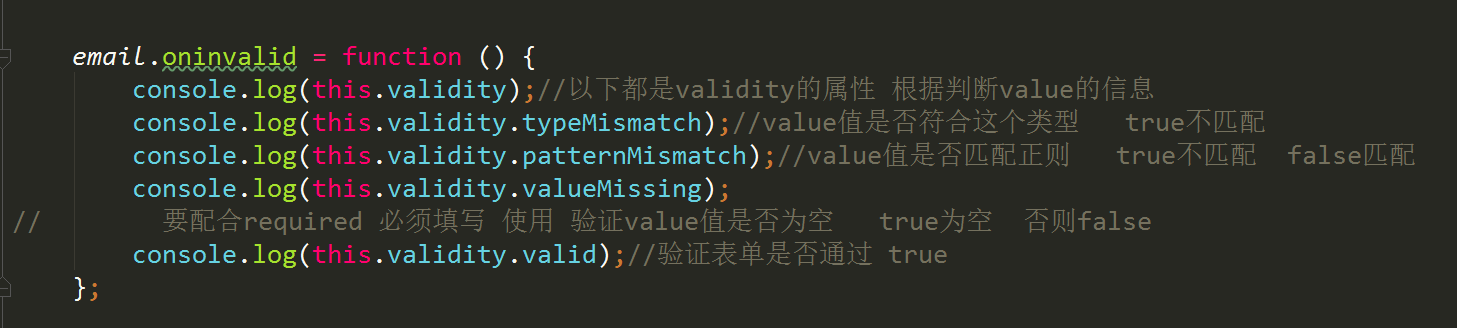 email.oninvalid = function () {
console.log(this.validity);//以下都是validity的属性 根据判断value的信息
console.log(this.validity.typeMismatch);//value值是否符合这个类型   true不匹配
console.log(this.validity.patternMismatch);//value值是否匹配正则   true不匹配  false匹配
console.log(this.validity.valueMissing);
//        要配合required 必须填写 使用 验证value值是否为空   true为空  否则false
console.log(this.validity.valid);//验证表单是否通过 true
};